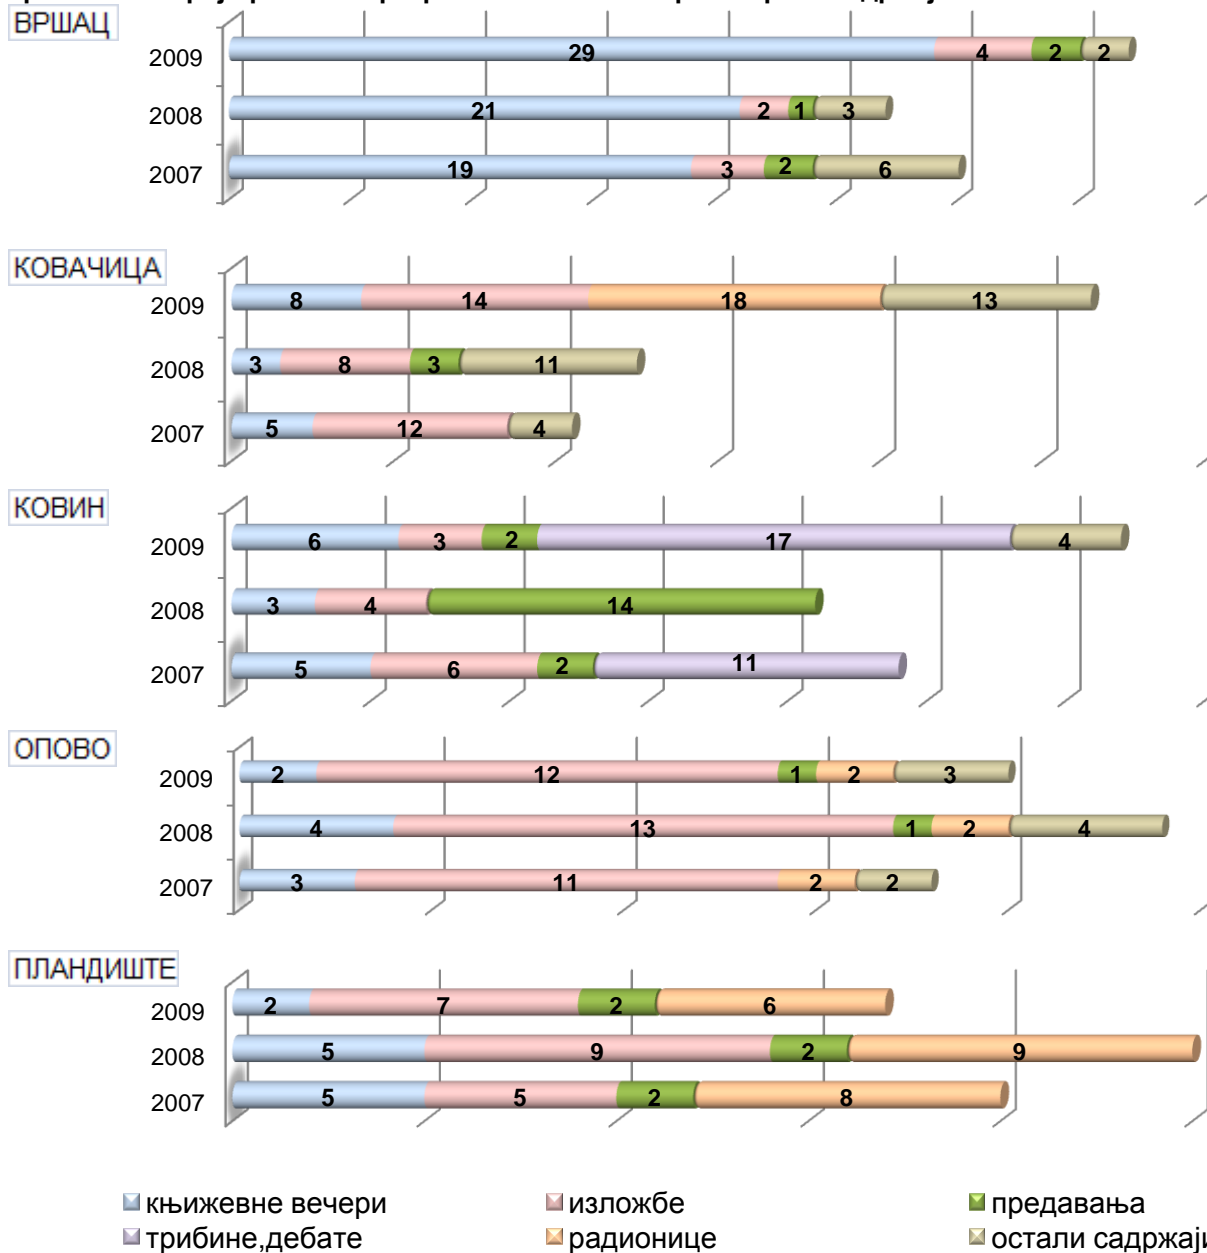 ВРШАЦ
2009 29 4 2 2
2008 21 2 1 3
2007 19 3 2 6
КОВАЧИЦА
2009 8 14 18 13
2008 3 8 3 11
2007 5 12 4
КОВИН
2009 6 3 2 17 4
2008 3 4 14
2007 5 6 2 11
ОПОВО
2009 2 12 1 2 3
2008 4 13 1 2 4
2007 3 11 2 2
ПЛАНДИШТЕ
2009 2 7 2 6
2008 5 9 2 9
2007 5 5 2 8
књижевне вечери изложбе предавања
трибине,дебате радионице остали садржаји